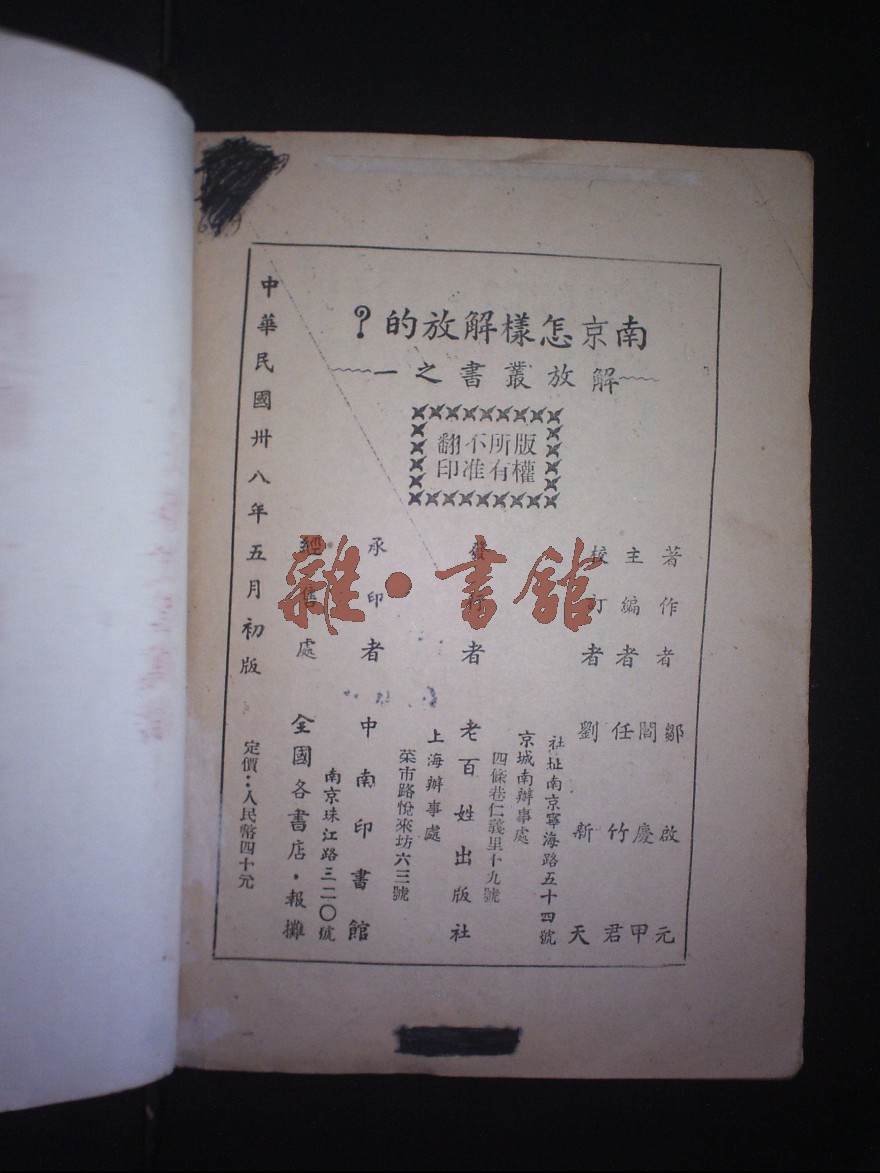 南京怎樣解放的？
解放叢書之一
版權
所有
不准
翻印
著作者 鄒啟元
閻慶甲
主編者 任竹君
校訂者 劉新天
社址南京寧海路五十四號
京城南辦事處
四條巷仁義里十九號
發行者 老百姓出版社
上海辦事處
菜市路悅來坊六三號
承印者 中南印書館
南京珠江路三二〇號
經售處 全國各書店・報攤
中華民國卅八年五月初版
定價：人民幣四十元
雜・書館